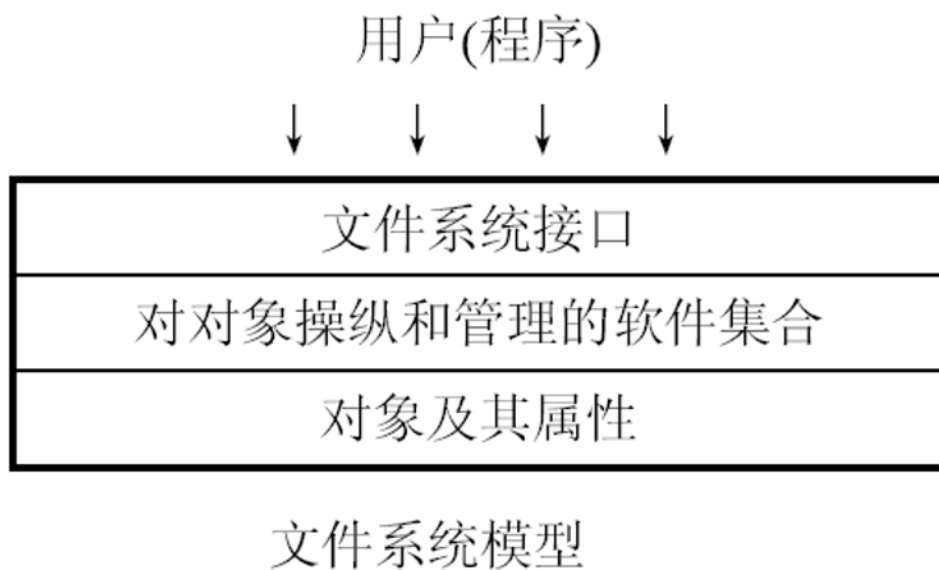 用户(程序)
文件系统接口
对对象操纵和管理的软件集合
对象及其属性
文件系统模型